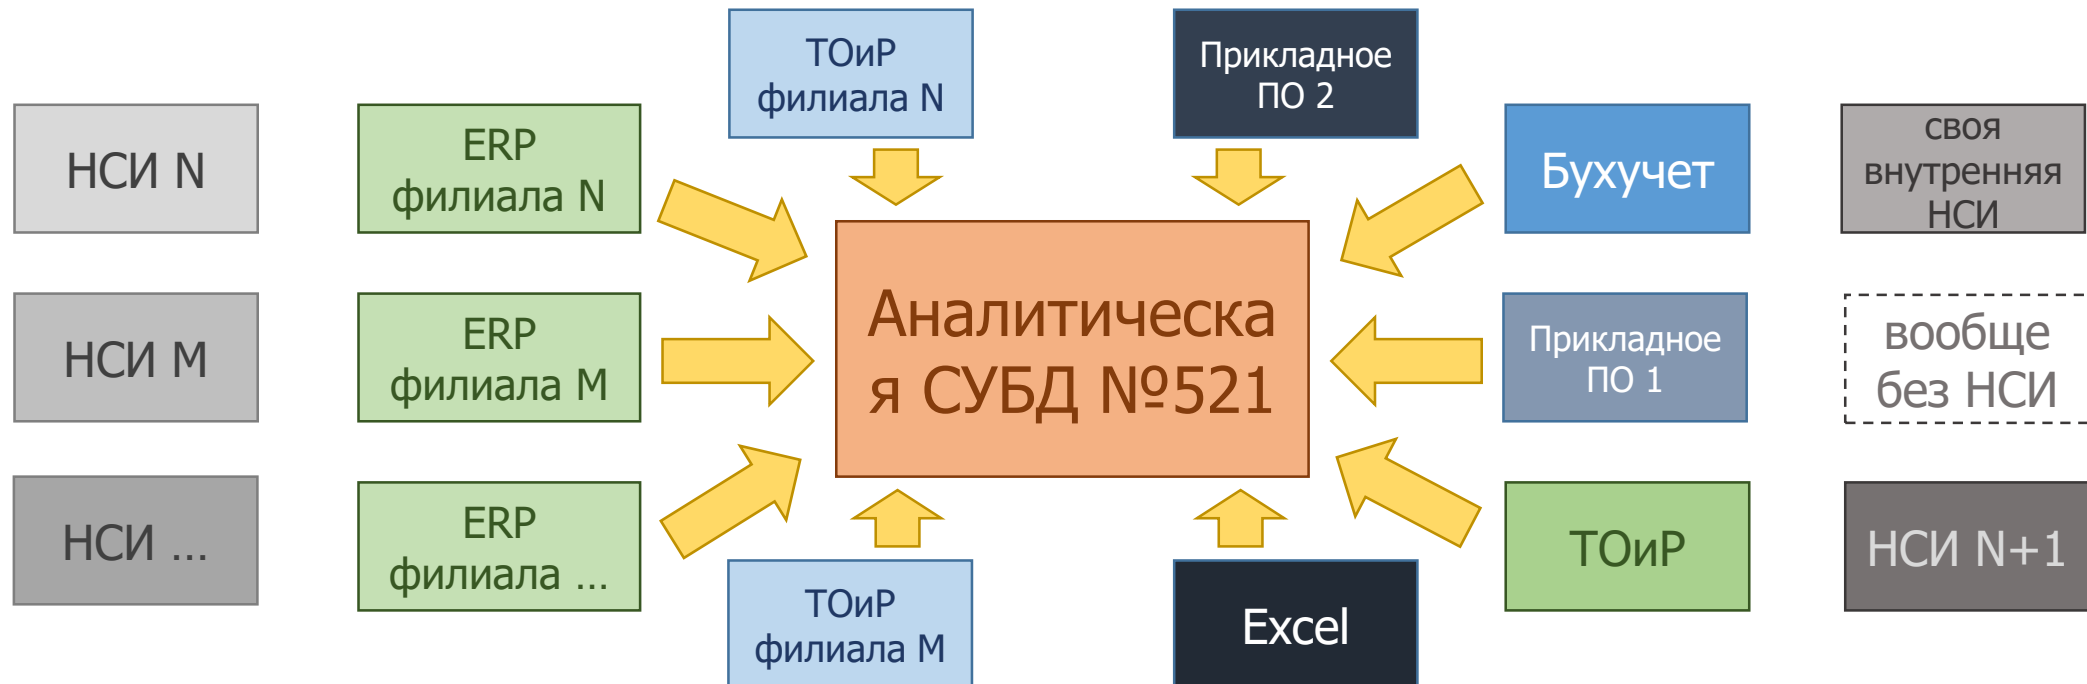 ТОиР
филиала N
Прикладное
ПО 2
НСИ N
ERP
филиала N
Бухучет
своя
внутренняя
НСИ
НСИ M
ERP
филиала M
Аналитическа
я СУБД №521
Прикладное
ПО 1
вообще
без НСИ
НСИ ...
ERP
филиала ...
ТОиР
НСИ N+1
ТОиР
филиала M
Excel